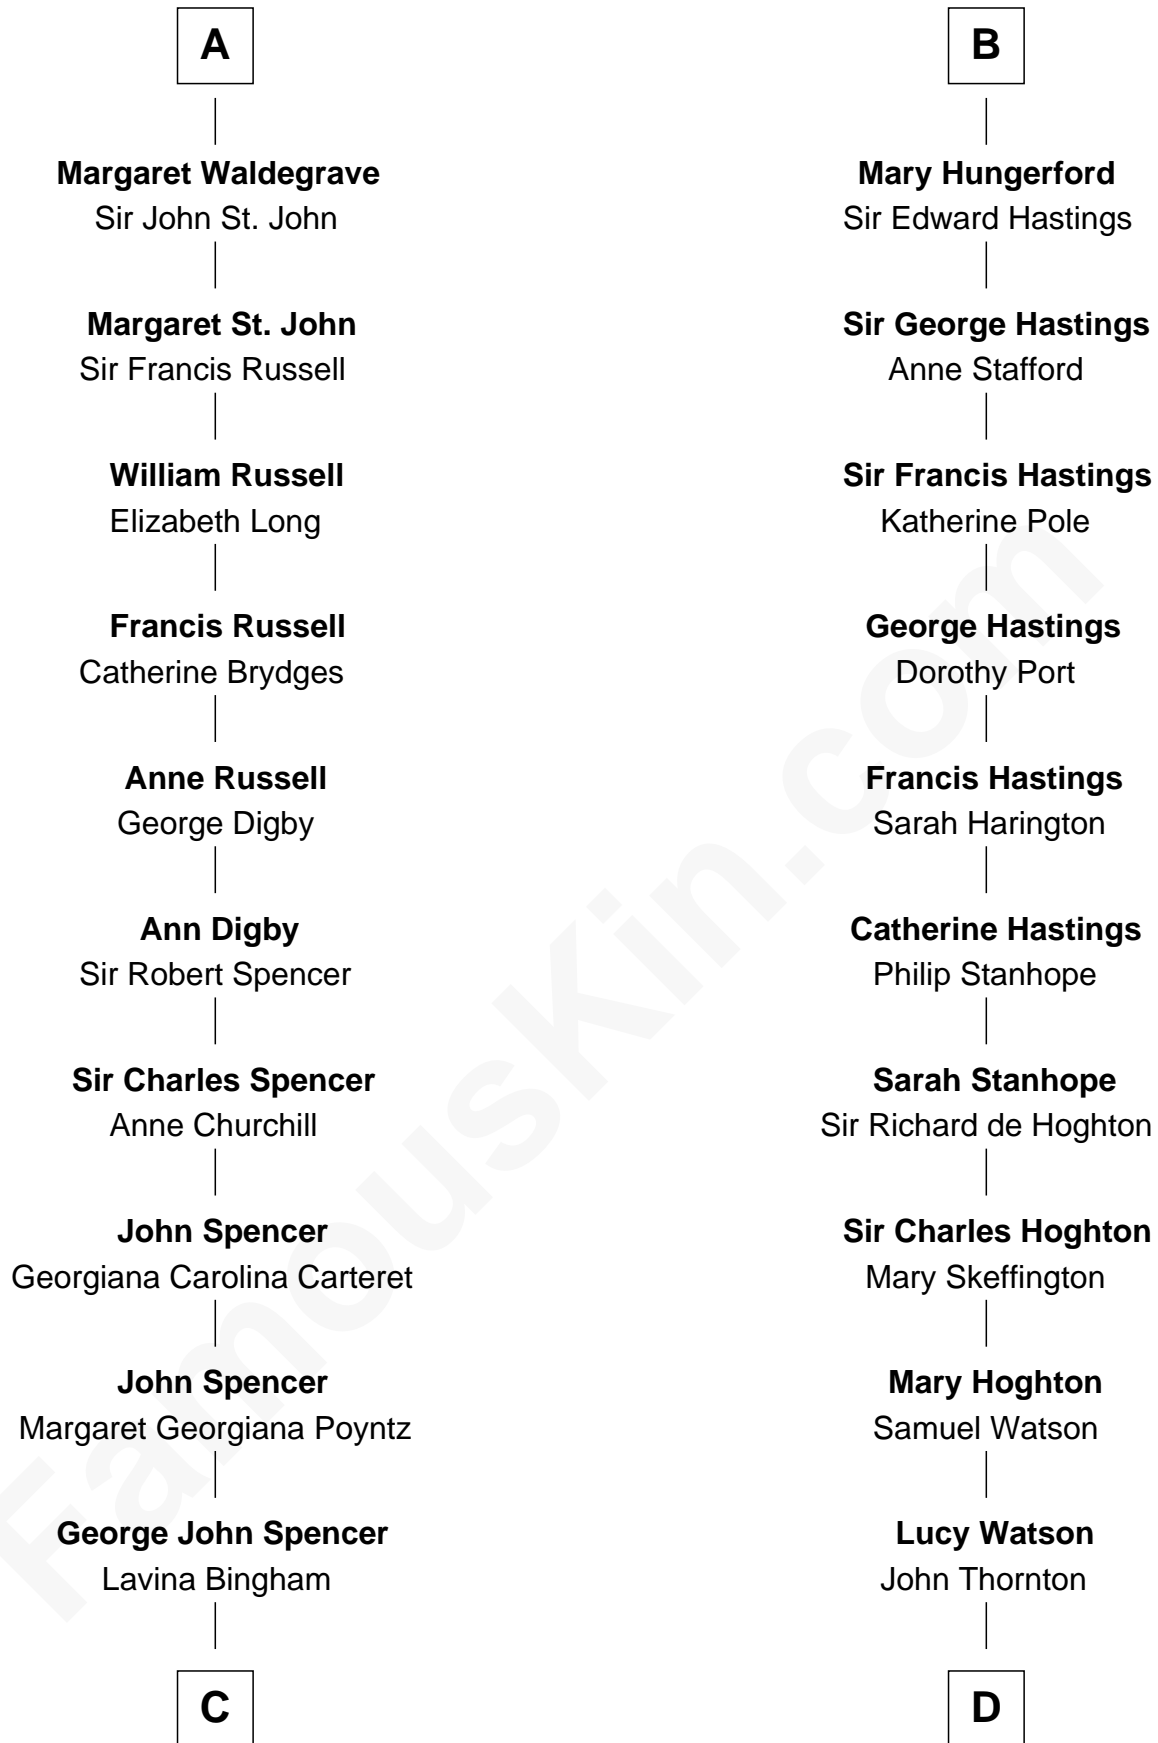 A
Margaret Waldegrave
Sir John St. John
Margaret St. John
Sir Francis Russell
William Russell
Elizabeth Long
Francis Russell
Catherine Brydges
Anne Russell
George Digby
Ann Digby
Sir Robert Spencer
Sir Charles Spencer
Anne Churchill
John Spencer
Georgiana Carolina Carteret
John Spencer
Margaret Georgiana Poyntz
George John Spencer
Lavina Bingham
C
B
Mary Hungerford
Sir Edward Hastings
Sir George Hastings
Anne Stafford
Sir Francis Hastings
Katherine Pole
George Hastings
Dorothy Port
Francis Hastings
Sarah Harington
Catherine Hastings
Philip Stanhope
Sarah Stanhope
Sir Richard de Hoghton
Sir Charles Hoghton
Mary Skeffington
Mary Hoghton
Samuel Watson
Lucy Watson
John Thornton
D
FamousKin.com